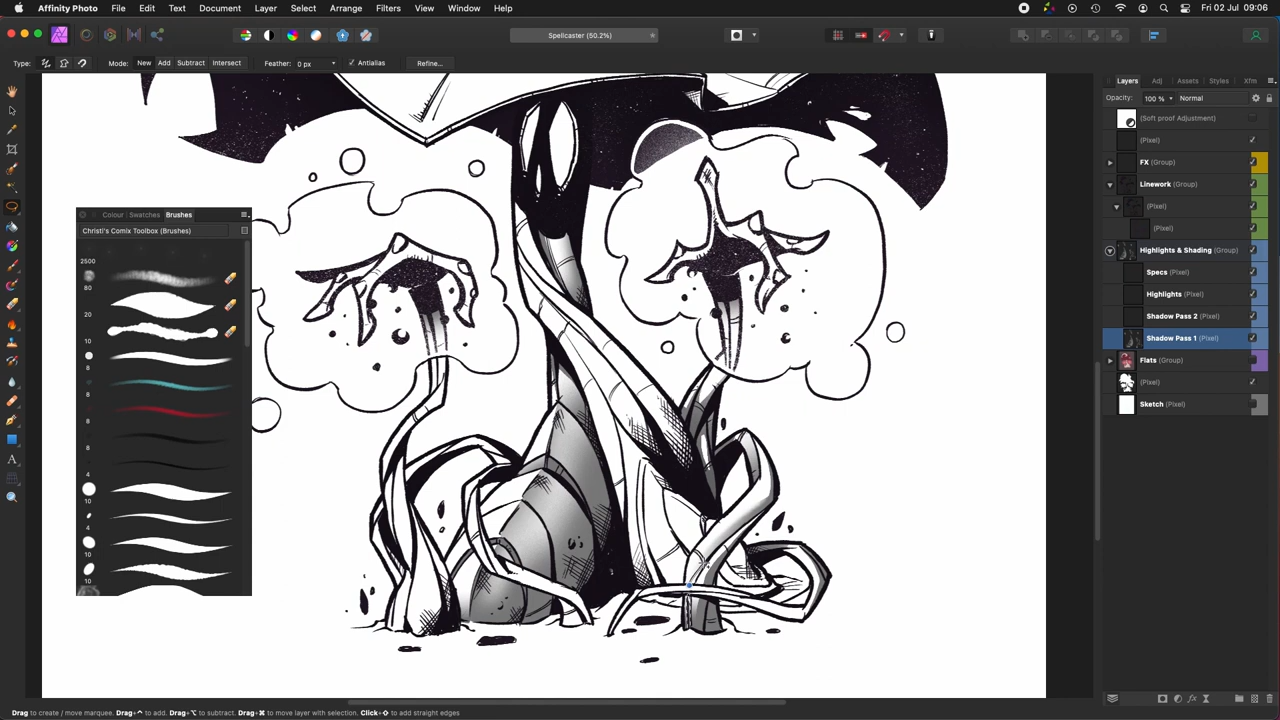 Affinity Photo File Edit Text Document Layer Select Arrange Filters View Window Help Fri 02 Jul 09:06
Spellcaster (50.2%)
Type: Mode: New Add Subtract Intersect Feather: 0 px Antialias Refine...
Layers Adj Assets Styles Xfm
Opacity: 100 % Normal
(Soft proof Adjustment)
(Pixel)
FX (Group)
Linework (Group)
(Pixel)
(Pixel)
Highlights & Shading (Group)
Specs (Pixel)
Highlights (Pixel)
Shadow Pass 2 (Pixel)
Shadow Pass 1 (Pixel)
Flats (Group)
(Pixel)
Sketch (Pixel)
Colour Swatches Brushes
Christi's Comix Toolbox (Brushes)
2500
80
20
10
8
8
8
8
4
10
4
10
10
Drag to create / move marquee. Drag+^ to add. Drag+⌥ to subtract. Drag+⌘ to move layer with selection. Click+⇧ to add straight edges